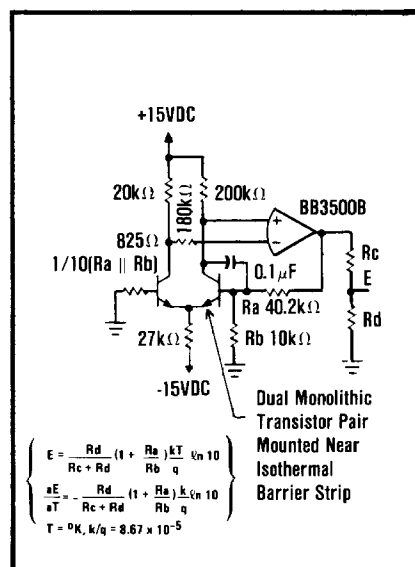 +15VDC
20kΩ
180kΩ
200kΩ
BB3500B
825Ω
+
−
1/10(Ra || Rb)
0.1μF
Rc
E
Ra 40.2kΩ
Rd
27kΩ
Rb 10kΩ
-15VDC
Dual Monolithic
Transistor Pair
Mounted Near
Isothermal
Barrier Strip
E = Rd/(Rc + Rd) (1 + Ra/Rb) kT/q ℓn 10
aE/aT = - Rd/(Rc + Rd) (1 + Ra/Rb) k/q ℓn 10
T = °K, k/q = 8.67 x 10⁻⁵